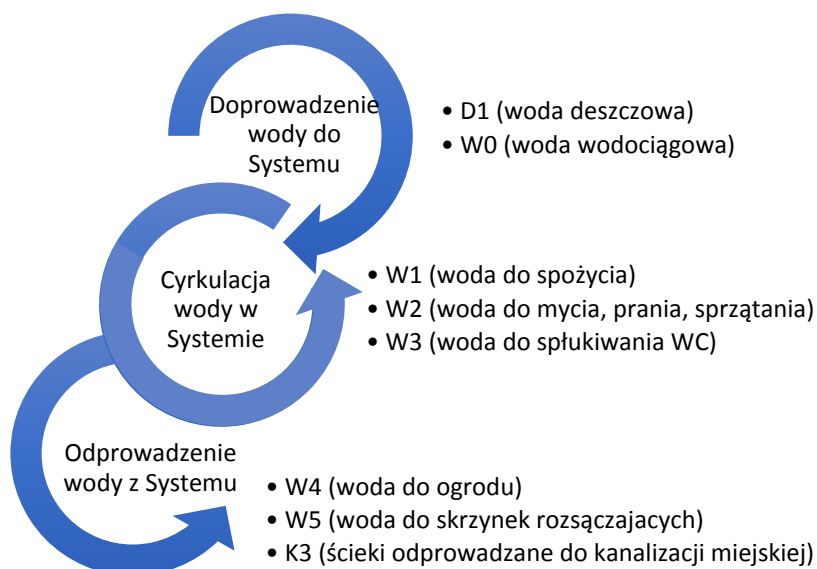 Doprowadzenie
wody do
Systemu
• D1 (woda deszczowa)
• W0 (woda wodociągowa)
Cyrkulacja
wody w
Systemie
• W1 (woda do spożycia)
• W2 (woda do mycia, prania, sprzątania)
• W3 (woda do spłukiwania WC)
Odprowadzenie
wody z Systemu
• W4 (woda do ogrodu)
• W5 (woda do skrzynek rozsączajacych)
• K3 (ścieki odprowadzane do kanalizacji miejskiej)